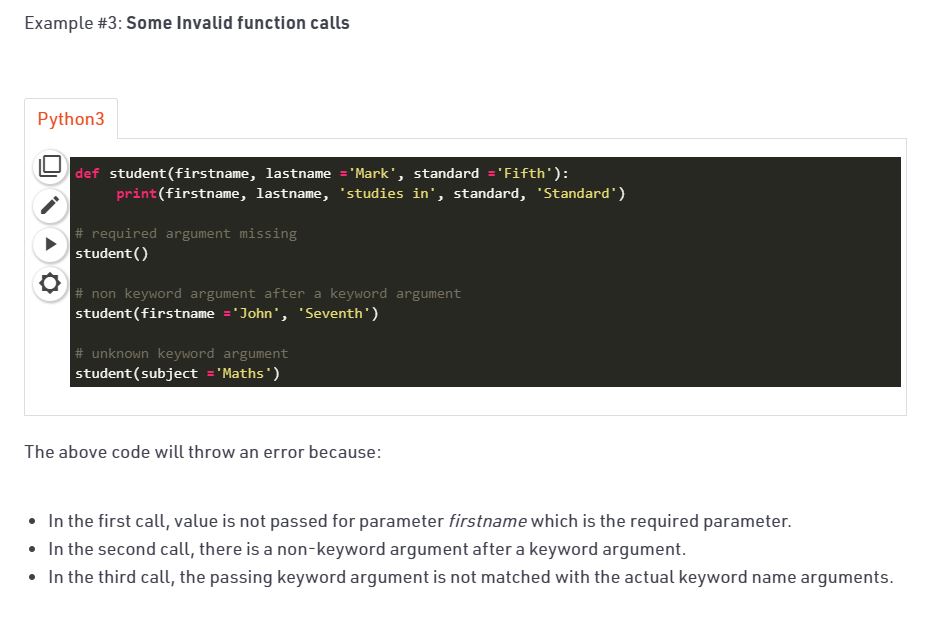 Example #3: Some Invalid function calls
Python3
def student(firstname, lastname ='Mark', standard ='Fifth'):
     print(firstname, lastname, 'studies in', standard, 'Standard')
# required argument missing
student()
# non keyword argument after a keyword argument
student(firstname ='John', 'Seventh')
# unknown keyword argument
student(subject ='Maths')
The above code will throw an error because:
• In the first call, value is not passed for parameter firstname which is the required parameter.
• In the second call, there is a non-keyword argument after a keyword argument.
• In the third call, the passing keyword argument is not matched with the actual keyword name arguments.